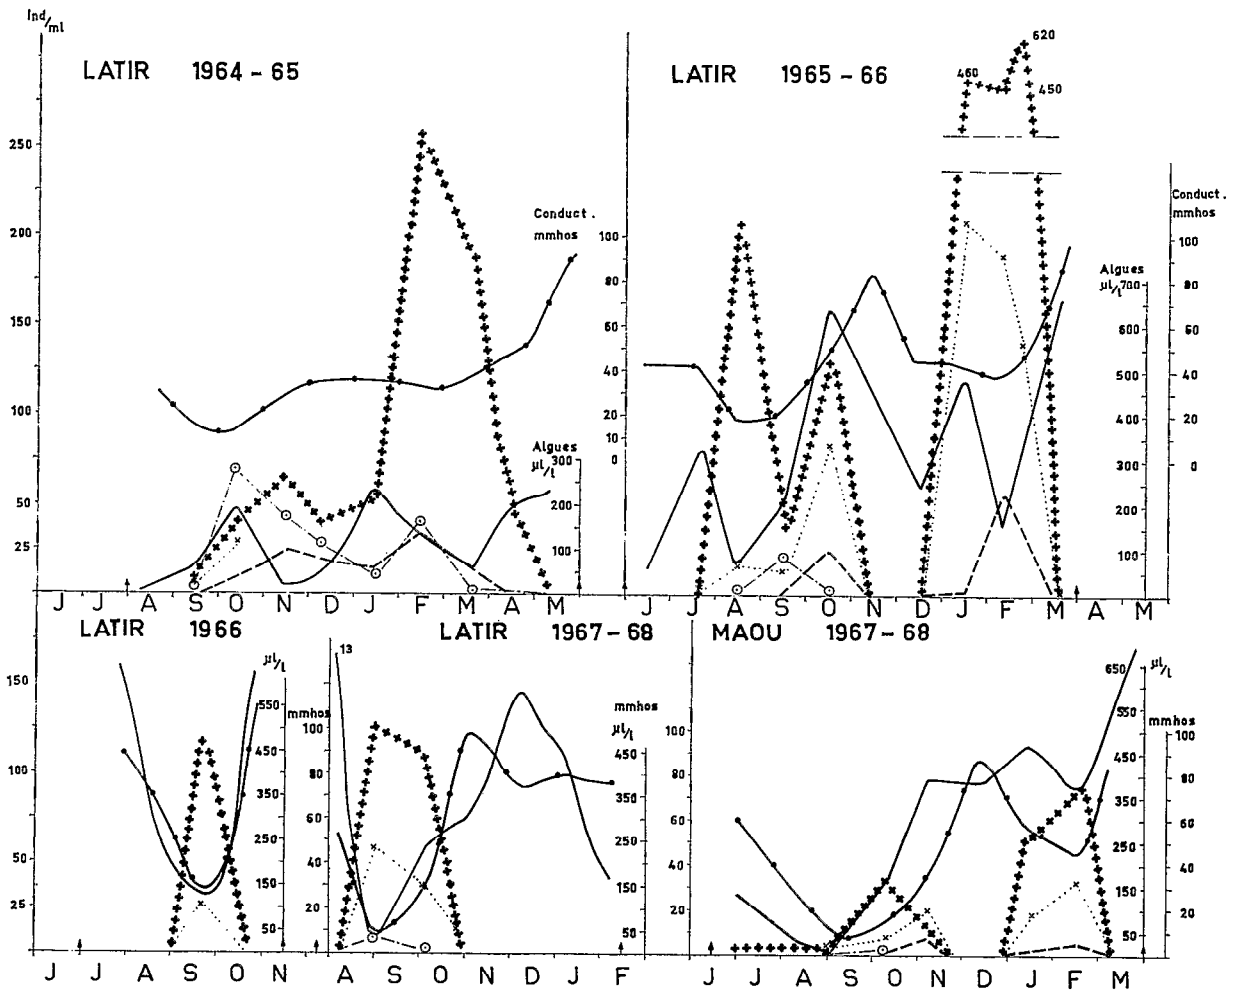 Ind/ml
LATIR 1964 - 65
250
200
150
100
50
25
Conduct.
mmhos
100
80
60
40
20
10
0
Algues
µl/l
300
200
100
J J A S O N D J F M A M
LATIR 1965 - 66
460
620
450
Conduct.
mmhos
100
80
60
40
20
0
Algues
µl/l 700
600
500
400
300
200
100
J J A S O N D J F M A M
LATIR 1966
150
100
50
25
µl/l
550
450
350
250
150
50
J J A S O N
LATIR 1967 - 68
13
mmhos
100
80
60
40
20
mmhos
µl/l
450
350
250
150
50
A S O N D J F
MAOU 1967 - 68
100
80
60
40
20
650
µl/l
550
450
350
250
150
50
mmhos
100
80
60
40
20
J J A S O N D J F M